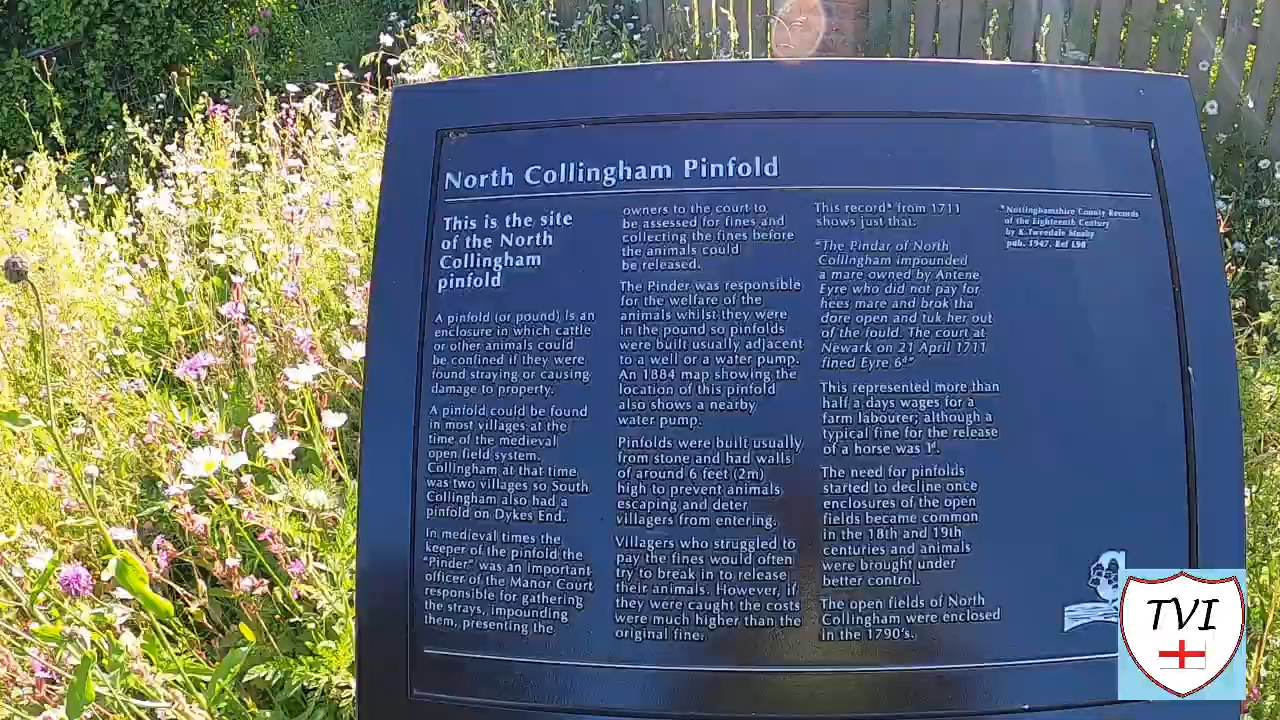 North Collingham Pinfold
This is the site
of the North
Collingham
pinfold
A pinfold (or pound) is an
enclosure in which cattle
or other animals could
be confined if they were
found straying or causing
damage to property.
A pinfold could be found
in most villages at the
time of the medieval
open field system.
Collingham at that time
was two villages so South
Collingham also had a
pinfold on Dykes End.
In medieval times the
keeper of the pinfold the
"Pinder" was an important
officer of the Manor Court
responsible for gathering
the strays, impounding
them, presenting the
owners to the court to
be assessed for fines and
collecting the fines before
the animals could
be released.
The Pinder was responsible
for the welfare of the
animals whilst they were
in the pound so pinfolds
were built usually adjacent
to a well or a water pump.
An 1884 map showing the
location of this pinfold
also shows a nearby
water pump.
Pinfolds were built usually
from stone and had walls
of around 6 feet (2m)
high to prevent animals
escaping and deter
villagers from entering.
Villagers who struggled to
pay the fines would often
try to break in to release
their animals. However, if
they were caught the costs
were much higher than the
original fine.
This record* from 1711
shows just that.
"The Pindar of North
Collingham impounded
a mare owned by Antene
Eyre who did not pay for
hees mare and brok tha
dore open and tuk her out
of the fould. The court at
Newark on 21 April 1711
fined Eyre 6d"
This represented more than
half a days wages for a
farm labourer; although a
typical fine for the release
of a horse was 1d.
The need for pinfolds
started to decline once
enclosures of the open
fields became common
in the 18th and 19th
centuries and animals
were brought under
better control.
The open fields of North
Collingham were enclosed
in the 1790's.
*Nottinghamshire County Records
of the Eighteenth Century
by K.Tweedale Meaby
pub. 1947. Ref L90
TVI